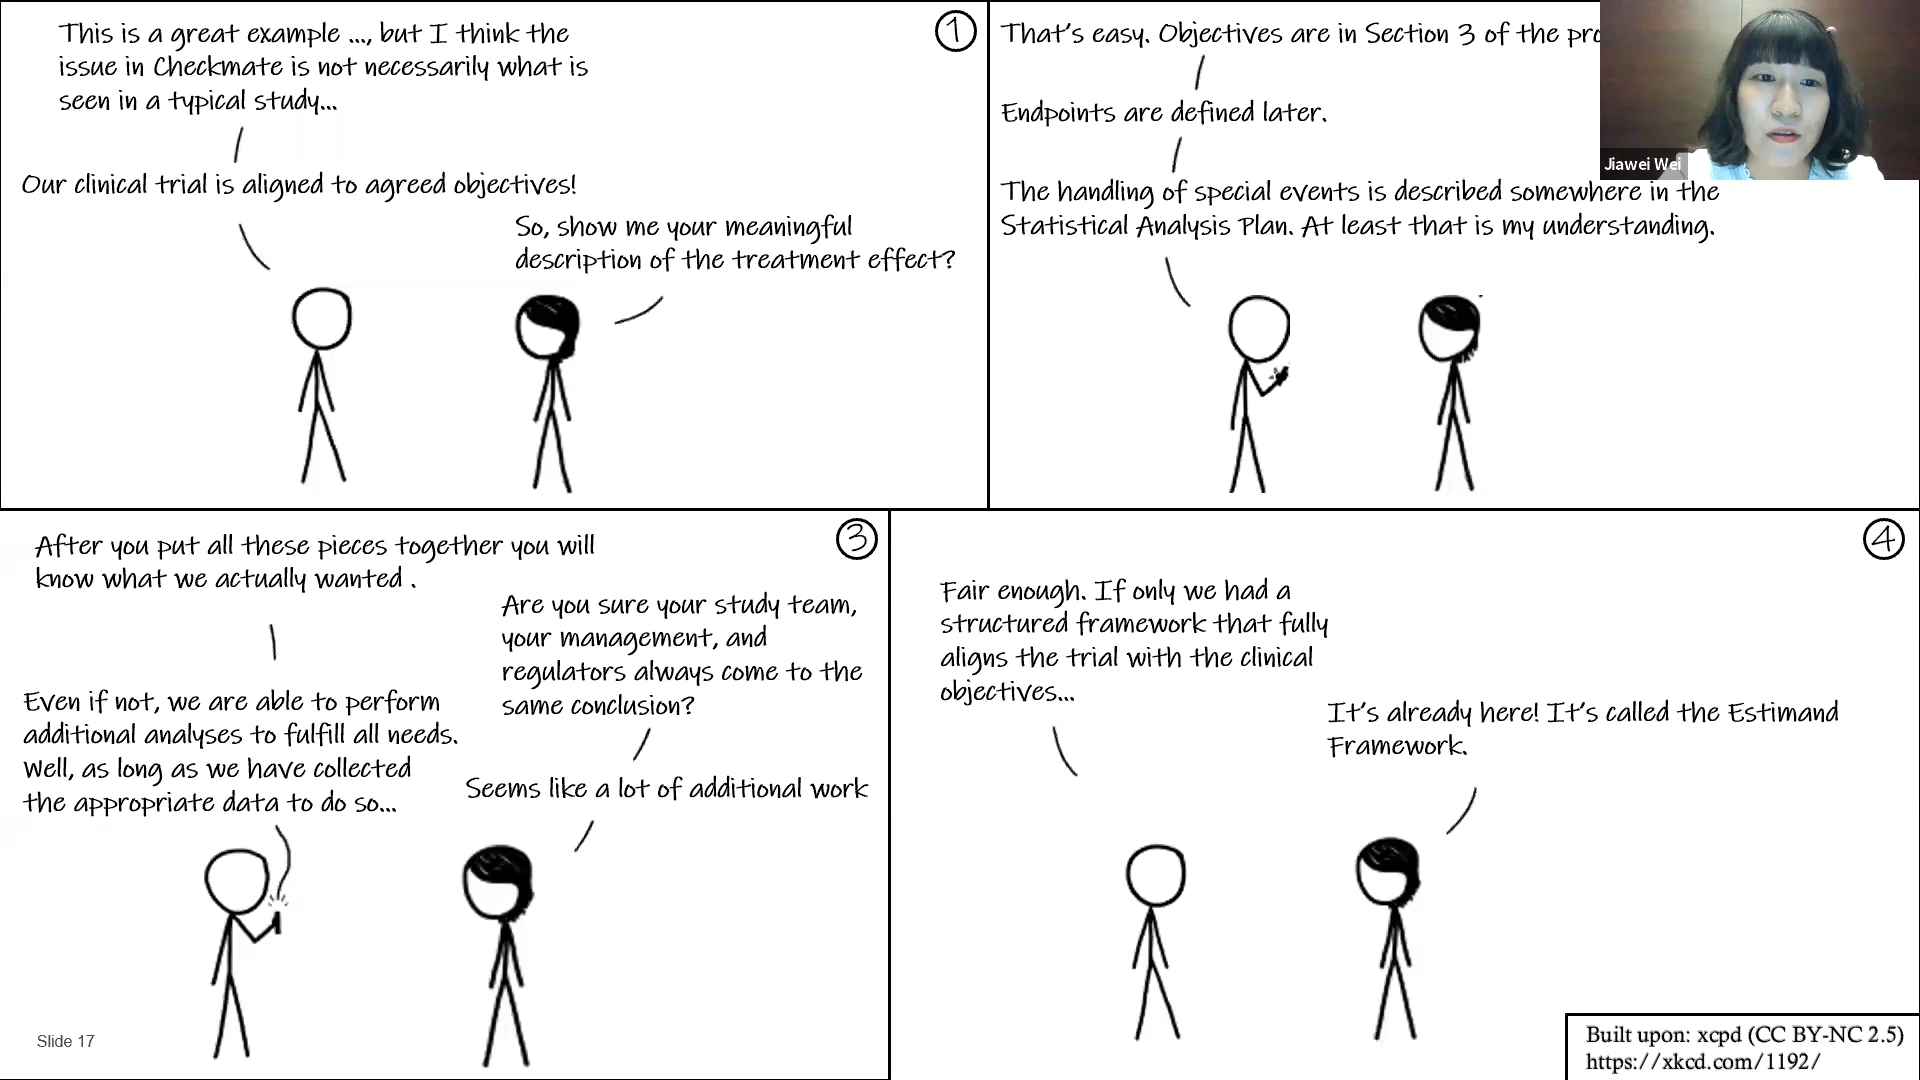 This is a great example ..., but I think the
issue in Checkmate is not necessarily what is
seen in a typical study...
1
Our clinical trial is aligned to agreed objectives!
So, show me your meaningful
description of the treatment effect?
That's easy. Objectives are in Section 3 of the
Endpoints are defined later.
The handling of special events is described somewhere in the
Statistical Analysis Plan. At least that is my understanding.
Jiawei Wei
After you put all these pieces together you will
know what we actually wanted .
3
Are you sure your study team,
your management, and
regulators always come to the
same conclusion?
Even if not, we are able to perform
additional analyses to fulfill all needs.
Well, as long as we have collected
the appropriate data to do so...
Seems like a lot of additional work
Slide 17
4
Fair enough. If only we had a
structured framework that fully
aligns the trial with the clinical
objectives...
It's already here! It's called the Estimand
Framework.
Built upon: xcpd (CC BY-NC 2.5)
https://xkcd.com/1192/